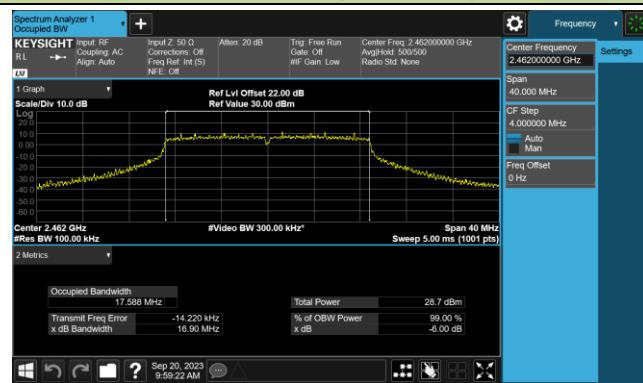 Spectrum Analyzer 1
Occupied BW
+
Frequency
KEYSIGHT
Input: RF
Input Z: 50 Ω
Atten: 20 dB
Trig: Free Run
Center Freq: 2.462000000 GHz
RL
Coupling: AC
Corrections: Off
Gate: Off
Avg|Hold: 500/500
Align: Auto
Freq Ref: Int (S)
#IF Gain: Low
Radio Std: None
LXI
NFE: Off
Center Frequency
2.462000000 GHz
Settings
Span
40.000 MHz
CF Step
4.000000 MHz
Auto
Man
Freq Offset
0 Hz
1 Graph
Ref Lvl Offset 22.00 dB
Scale/Div 10.0 dB
Ref Value 30.00 dBm
Log
20.0
10.0
0.00
-10.0
-20.0
-30.0
-40.0
-50.0
-60.0
Center 2.462 GHz
#Video BW 300.00 kHz*
Span 40 MHz
#Res BW 100.00 kHz
Sweep 5.00 ms (1001 pts)
2 Metrics
Occupied Bandwidth
17.588 MHz
Total Power
28.7 dBm
Transmit Freq Error
-14.220 kHz
% of OBW Power
99.00 %
x dB Bandwidth
16.90 MHz
x dB
-6.00 dB
?
Sep 20, 2023
9:59:22 AM